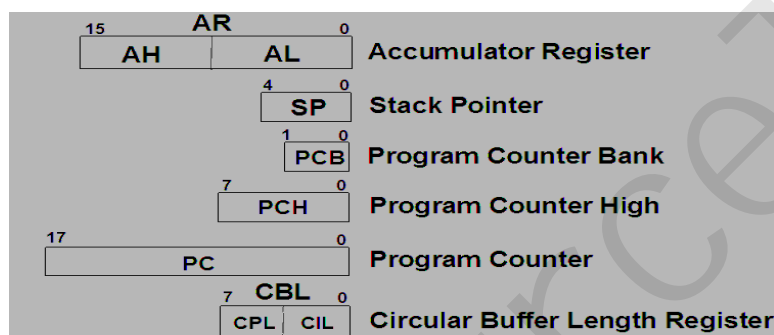 AR
15 0
AH AL Accumulator Register
4 0
SP Stack Pointer
1 0
PCB Program Counter Bank
7 0
PCH Program Counter High
17 0
PC Program Counter
7 CBL 0
CPL CIL Circular Buffer Length Register